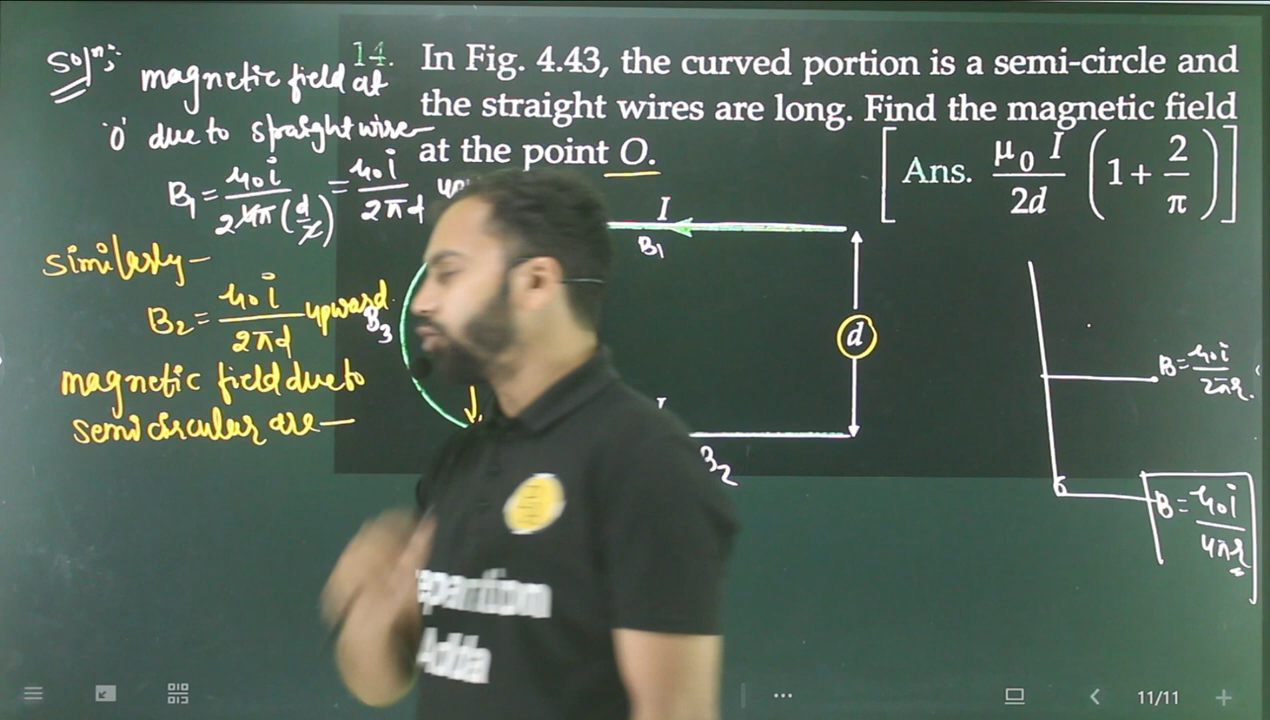 Solⁿ:
magnetic field at
'O' due to straight wire
B₁ = μ₀i / 2 4π (d/2) = μ₀i / 2πd
Similarly –
B₂ = μ₀i / 2πd upward.
magnetic field due to
semi circular arc —
14. In Fig. 4.43, the curved portion is a semi-circle and
the straight wires are long. Find the magnetic field
at the point O.
[Ans. μ₀ I / 2d (1 + 2/π)]
I
B₁
B₃
d
I
B₂
B = μ₀i / 2πr.
B = μ₀i / 4πr
Adda
11/11